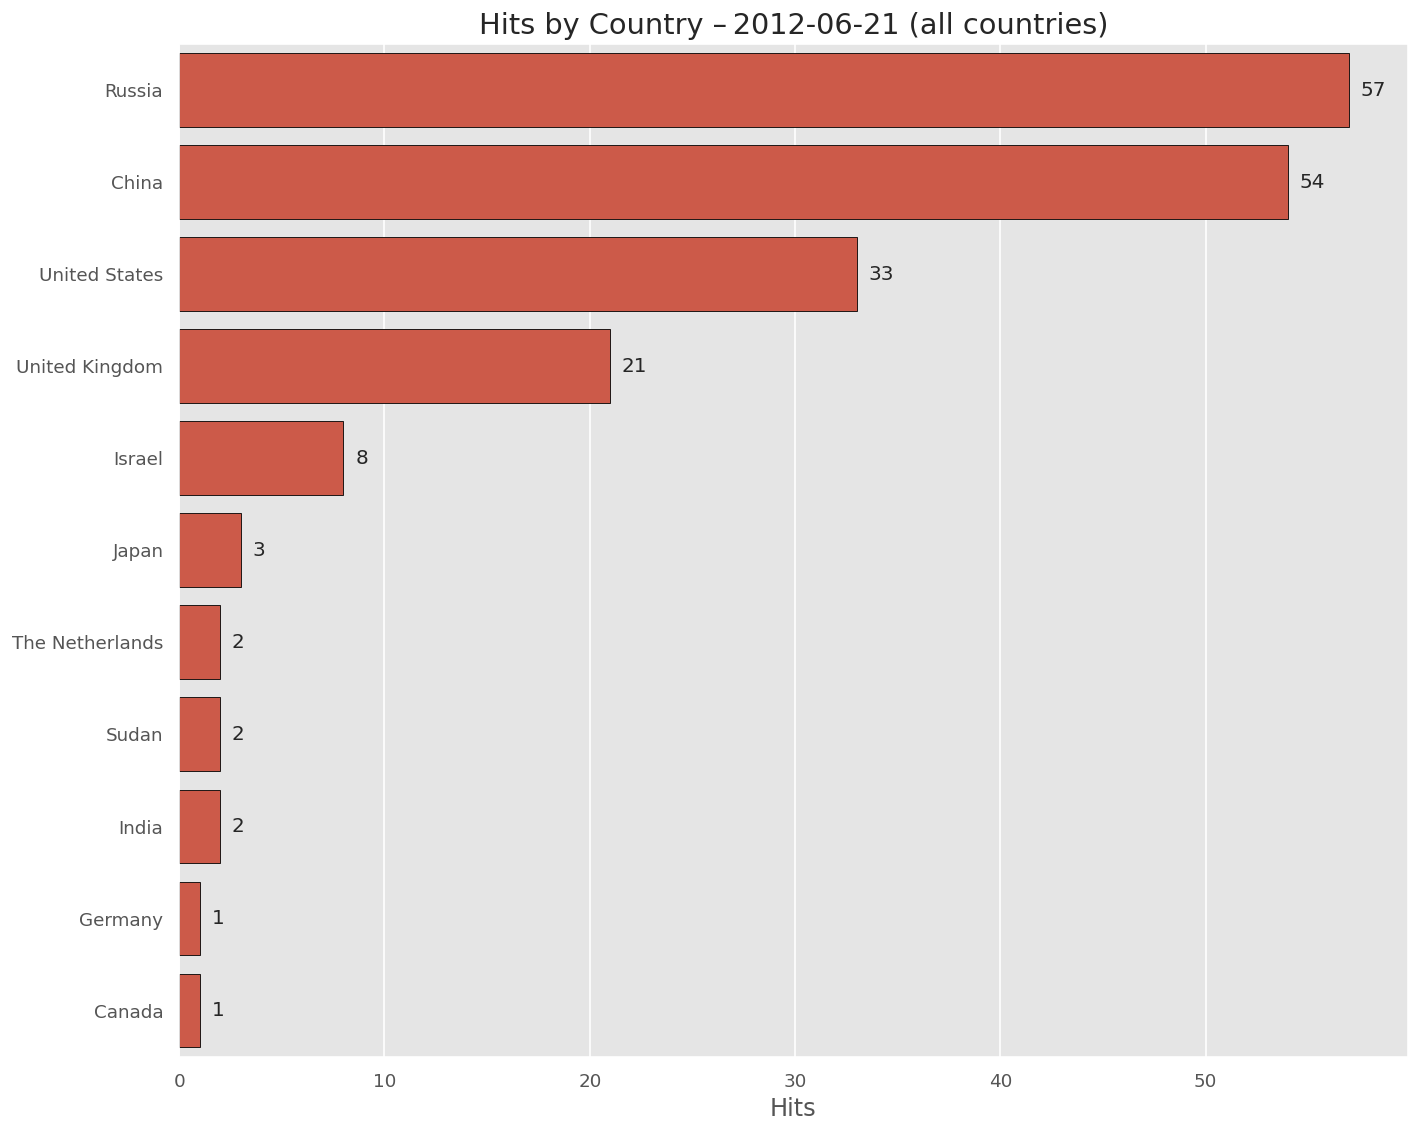 Hits by Country – 2012-06-21 (all countries)
Russia 57
China 54
United States 33
United Kingdom 21
Israel 8
Japan 3
The Netherlands 2
Sudan 2
India 2
Germany 1
Canada 1
0 10 20 30 40 50
Hits